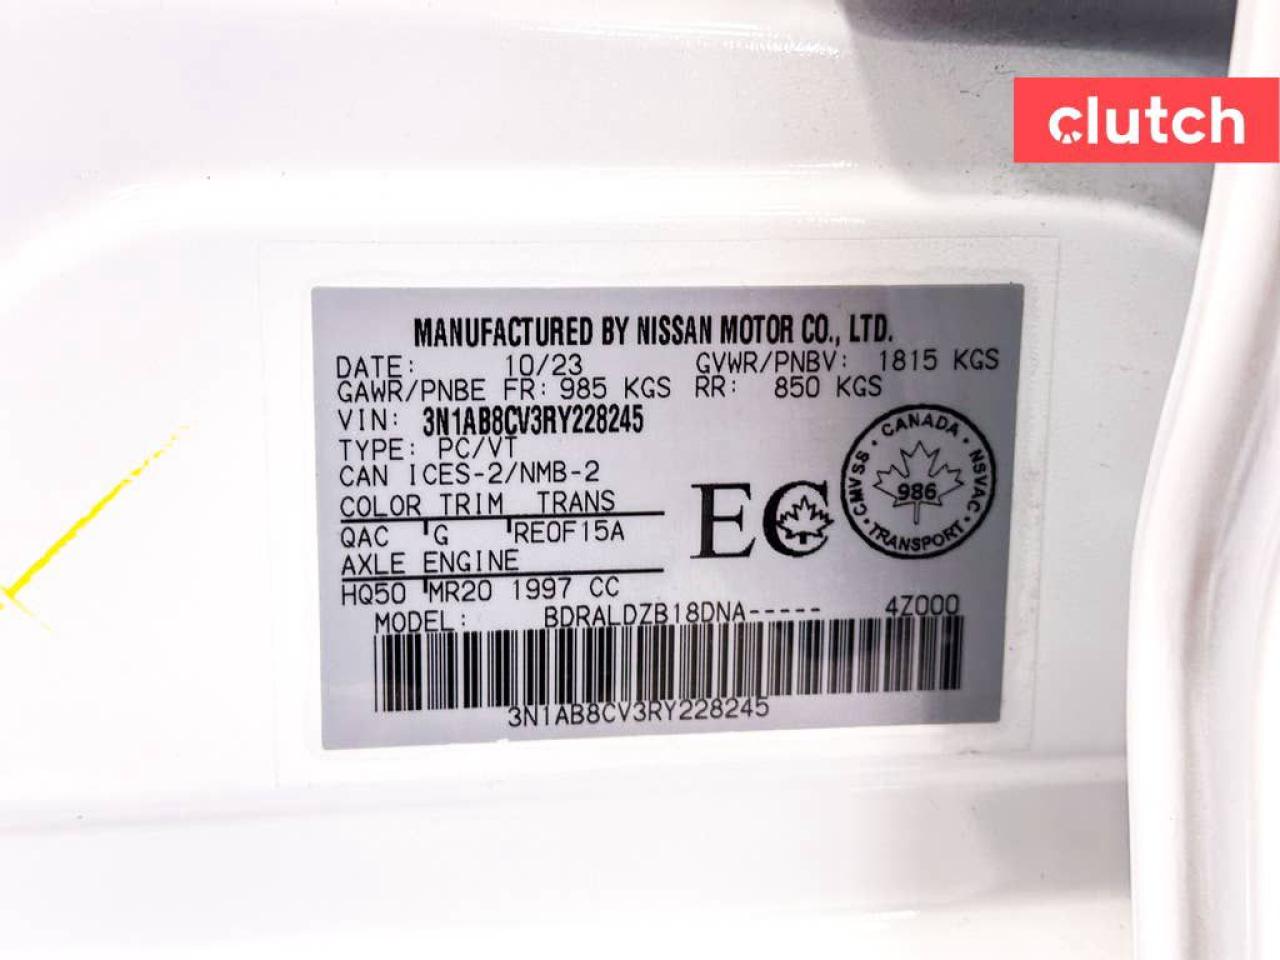 clutch
MANUFACTURED BY NISSAN MOTOR CO., LTD.
DATE: 10/23 GVWR/PNBV: 1815 KGS
GAWR/PNBE FR: 985 KGS RR: 850 KGS
VIN: 3N1AB8CV3RY228245
TYPE: PC/VT
CAN ICES-2/NMB-2
COLOR TRIM TRANS
QAC G RE0F15A
AXLE ENGINE
HQ50 MR20 1997 CC
EC
CANADA
CMVSS 986 NSVAC
TRANSPORT
MODEL: BDRALDZB18DNA----- 4Z000
3N1AB8CV3RY228245